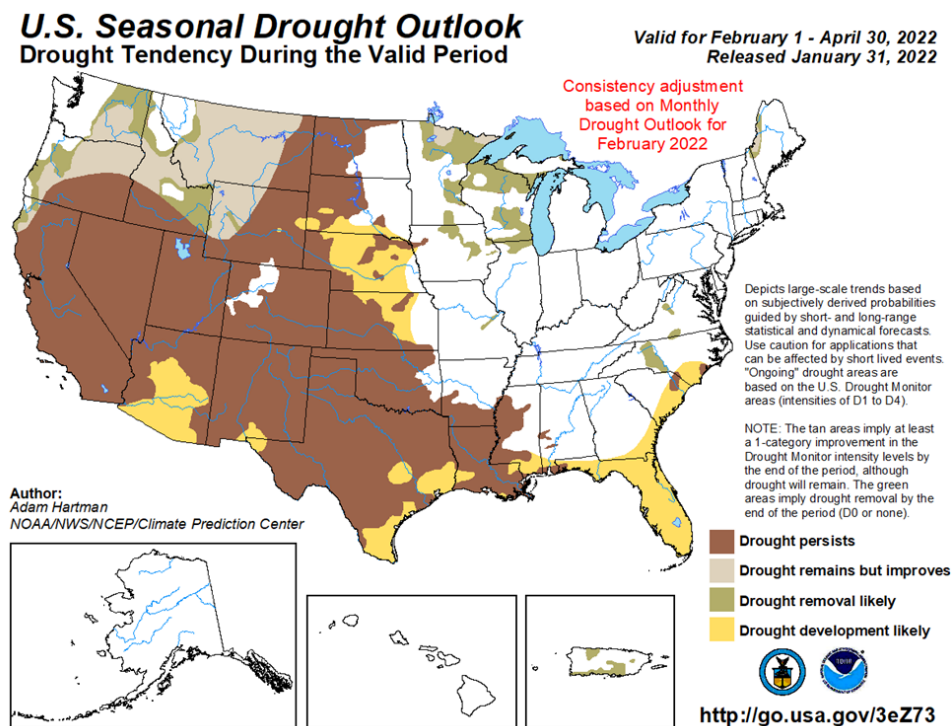 U.S. Seasonal Drought Outlook
Drought Tendency During the Valid Period
Valid for February 1 - April 30, 2022
Released January 31, 2022
Consistency adjustment
based on Monthly
Drought Outlook for
February 2022
Depicts large-scale trends based
on subjectively derived probabilities
guided by short- and long-range
statistical and dynamical forecasts.
Use caution for applications that
can be affected by short lived events.
"Ongoing" drought areas are
based on the U.S. Drought Monitor
areas (intensities of D1 to D4).
NOTE: The tan areas imply at least
a 1-category improvement in the
Drought Monitor intensity levels by
the end of the period, although
drought will remain. The green
areas imply drought removal by the
end of the period (D0 or none).
Author:
Adam Hartman
NOAA/NWS/NCEP/Climate Prediction Center
Drought persists
Drought remains but improves
Drought removal likely
Drought development likely
http://go.usa.gov/3eZ73